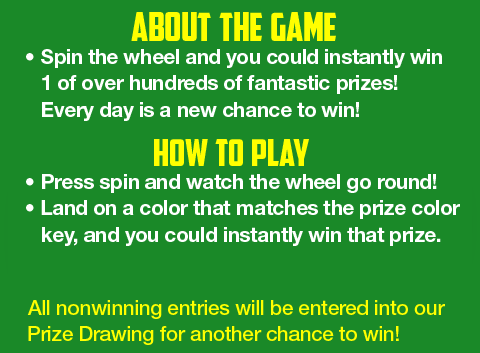 ABOUT THE GAME
• Spin the wheel and you could instantly win
1 of over hundreds of fantastic prizes!
Every day is a new chance to win!
HOW TO PLAY
• Press spin and watch the wheel go round!
• Land on a color that matches the prize color
key, and you could instantly win that prize.
All nonwinning entries will be entered into our
Prize Drawing for another chance to win!